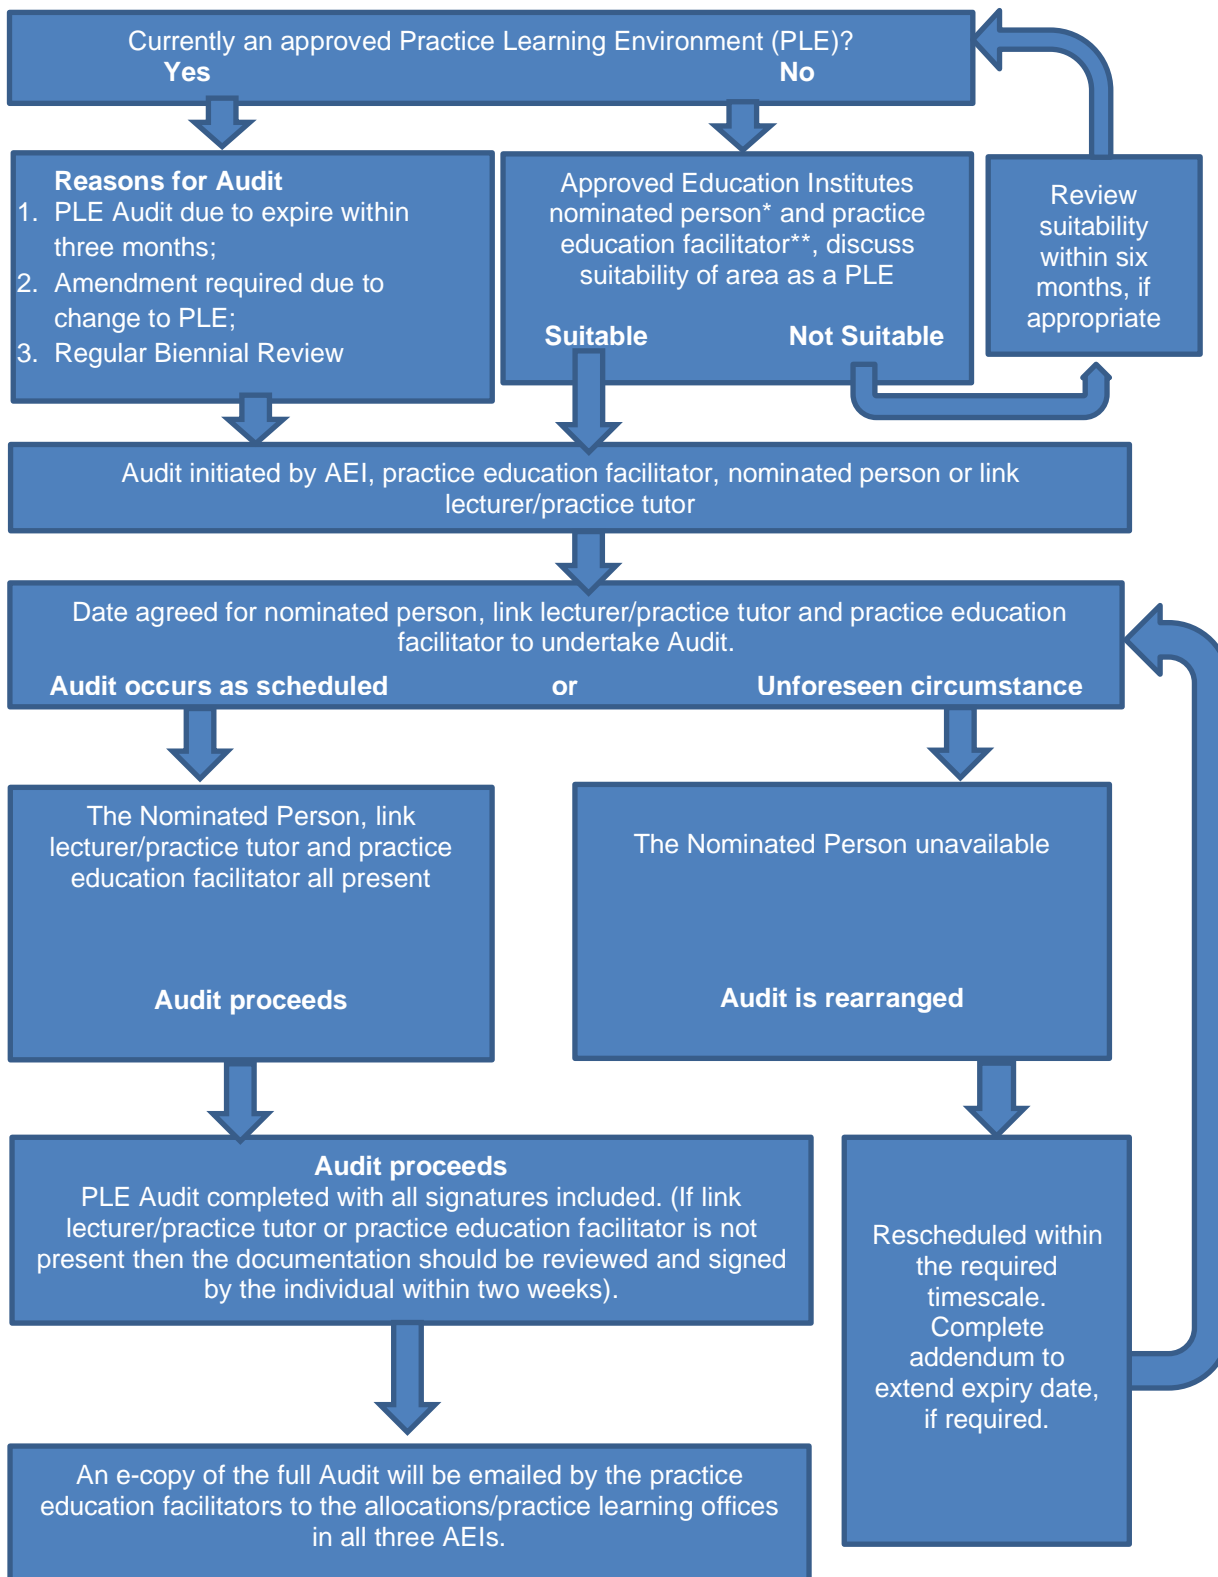 Currently an approved Practice Learning Environment (PLE)?
Yes No
Reasons for Audit
1. PLE Audit due to expire within
three months;
2. Amendment required due to
change to PLE;
3. Regular Biennial Review
Approved Education Institutes
nominated person* and practice
education facilitator**, discuss
suitability of area as a PLE
Suitable Not Suitable
Review
suitability
within six
months, if
appropriate
Audit initiated by AEI, practice education facilitator, nominated person or link
lecturer/practice tutor
Date agreed for nominated person, link lecturer/practice tutor and practice education
facilitator to undertake Audit.
Audit occurs as scheduled or Unforeseen circumstance
The Nominated Person, link
lecturer/practice tutor and practice
education facilitator all present
Audit proceeds
The Nominated Person unavailable
Audit is rearranged
Audit proceeds
PLE Audit completed with all signatures included. (If link
lecturer/practice tutor or practice education facilitator is not
present then the documentation should be reviewed and signed
by the individual within two weeks).
Rescheduled within
the required
timescale.
Complete
addendum to
extend expiry date,
if required.
An e-copy of the full Audit will be emailed by the practice
education facilitators to the allocations/practice learning offices
in all three AEIs.